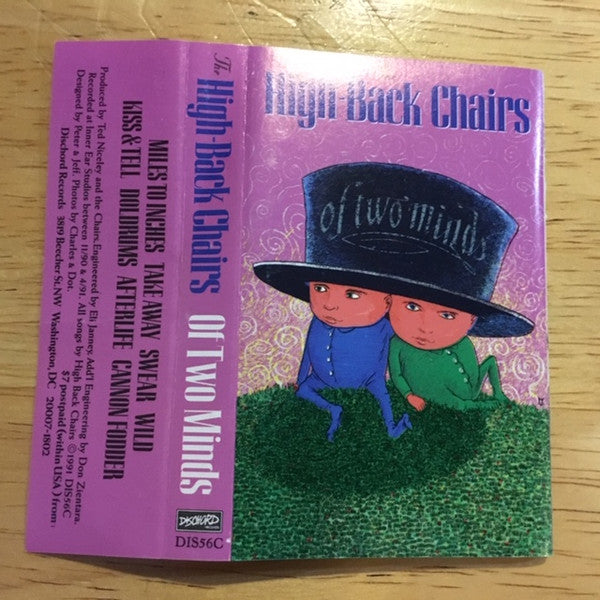 High-Back Chairs
of two minds
The High-Back Chairs Of Two Minds
DISCHORD
RECORDS
DIS56C
MILES TO INCHES TAKE AWAY SWEAR WILD
KISS & TELL DOLDRUMS AFTERLIFE CANNON FODDER
Produced by Ted Niceley and the Chairs. Engineered by Eli Janney. Add'l Engineering by Don Zientara.
Recorded at Inner Ear Studios between 11/90 & 4/91. All songs by High Back Chairs ©1991 DIS56C
Designed by Peter & Jeff. Photos by Charles & Dot. $7 postpaid (within USA) from:
Dischord Records 3819 Beecher St. NW Washington, DC 20007-1802